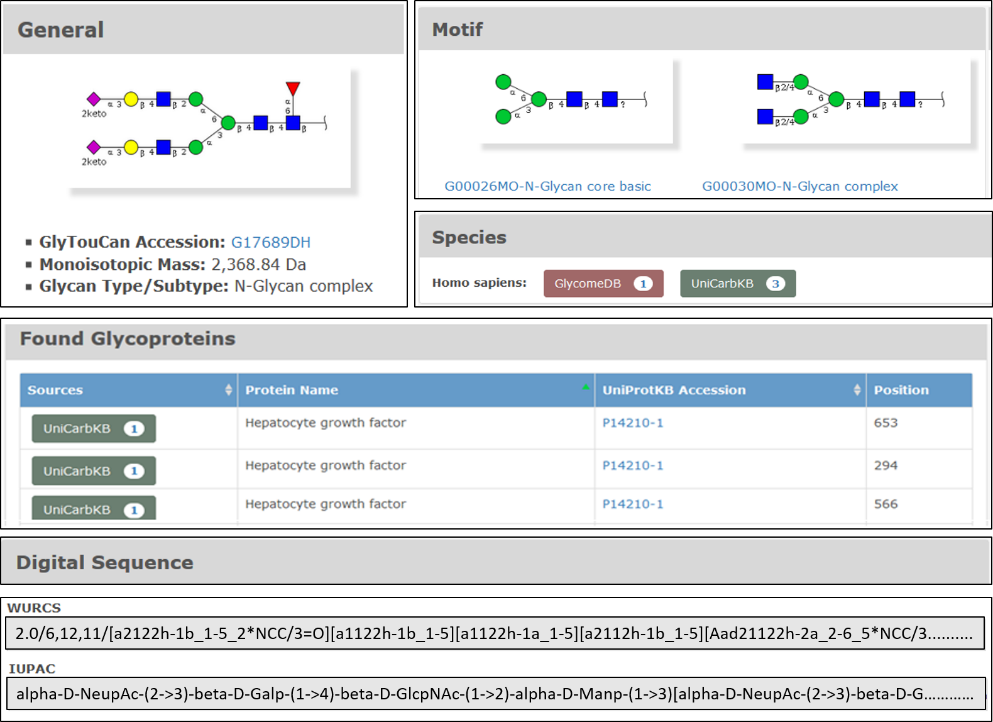 General
2keto α 3 β 4 β 2 α 6 α 6
β 4 β 4 β
2keto α 3 β 4 β 2 α 3
GlyTouCan Accession: G17689DH
Monoisotopic Mass: 2,368.84 Da
Glycan Type/Subtype: N-Glycan complex
Motif
α 6 α 3 β 4 β 4 ?
β 2/4 α 6 β 2/4 α 3 β 4 β 4 ?
G00026MO-N-Glycan core basic
G00030MO-N-Glycan complex
Species
Homo sapiens: GlycomeDB 1 UniCarbKB 3
Found Glycoproteins
Sources Protein Name UniProtKB Accession Position
UniCarbKB 1 Hepatocyte growth factor P14210-1 653
UniCarbKB 1 Hepatocyte growth factor P14210-1 294
UniCarbKB 1 Hepatocyte growth factor P14210-1 566
Digital Sequence
WURCS
2.0/6,12,11/[a2122h-1b_1-5_2*NCC/3=O][a1122h-1b_1-5][a1122h-1a_1-5][a2112h-1b_1-5][Aad21122h-2a_2-6_5*NCC/3..........
IUPAC
alpha-D-NeupAc-(2->3)-beta-D-Galp-(1->4)-beta-D-GlcpNAc-(1->2)-alpha-D-Manp-(1->3)[alpha-D-NeupAc-(2->3)-beta-D-G............